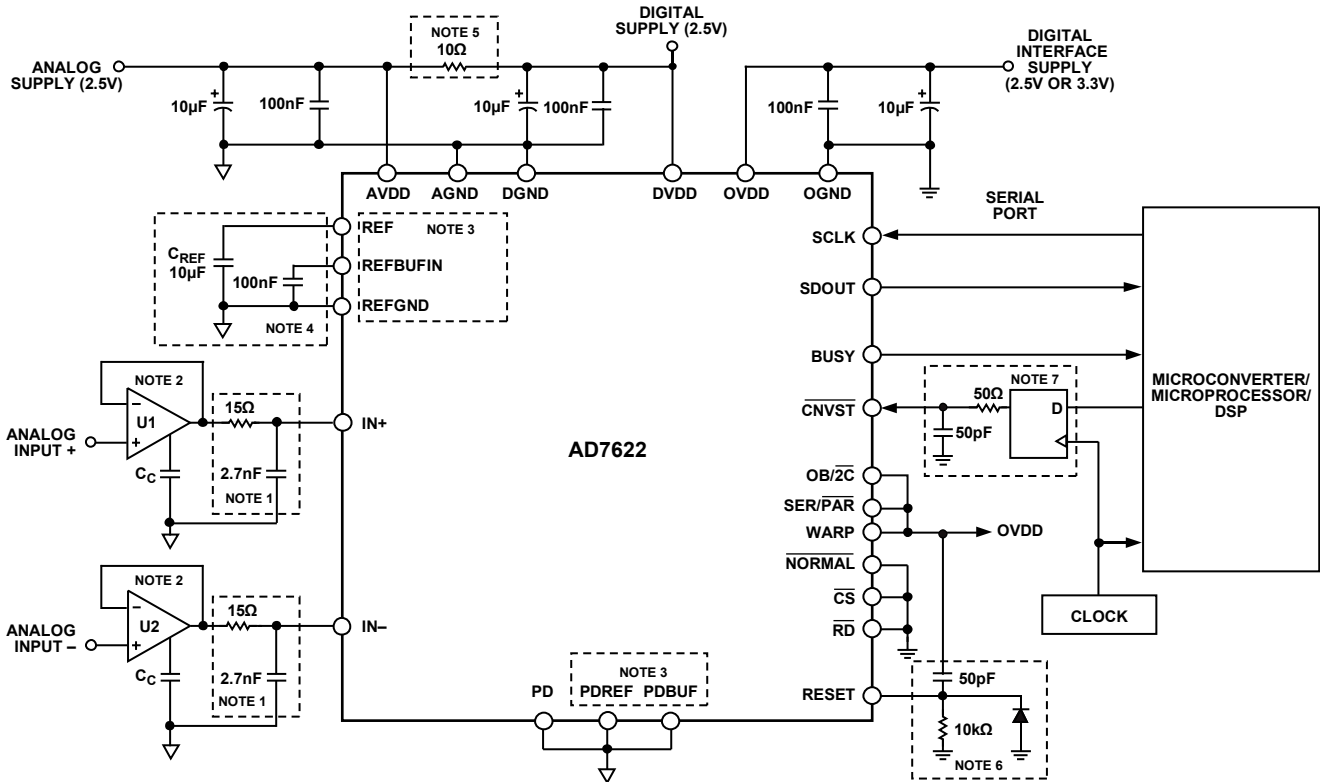 NOTE 5
10Ω
DIGITAL
SUPPLY (2.5V)
DIGITAL
INTERFACE
SUPPLY
(2.5V OR 3.3V)
ANALOG
SUPPLY (2.5V)
+
10µF
100nF
10µF
+
100nF
100nF
10µF
+
AVDD
AGND
DGND
DVDD
OVDD
OGND
REF
NOTE 3
REFBUFIN
REFGND
CREF
10µF
100nF
NOTE 4
SERIAL
PORT
SCLK
SDOUT
BUSY
CNVST
NOTE 7
50Ω
D
50pF
MICROCONVERTER/
MICROPROCESSOR/
DSP
NOTE 2
–
U1
+
ANALOG
INPUT +
15Ω
IN+
CC
2.7nF
NOTE 1
AD7622
OB/2C
SER/PAR
WARP
OVDD
NORMAL
CS
RD
CLOCK
NOTE 2
–
U2
+
ANALOG
INPUT –
15Ω
IN–
CC
2.7nF
NOTE 1
NOTE 3
PD
PDREF
PDBUF
RESET
50pF
10kΩ
NOTE 6